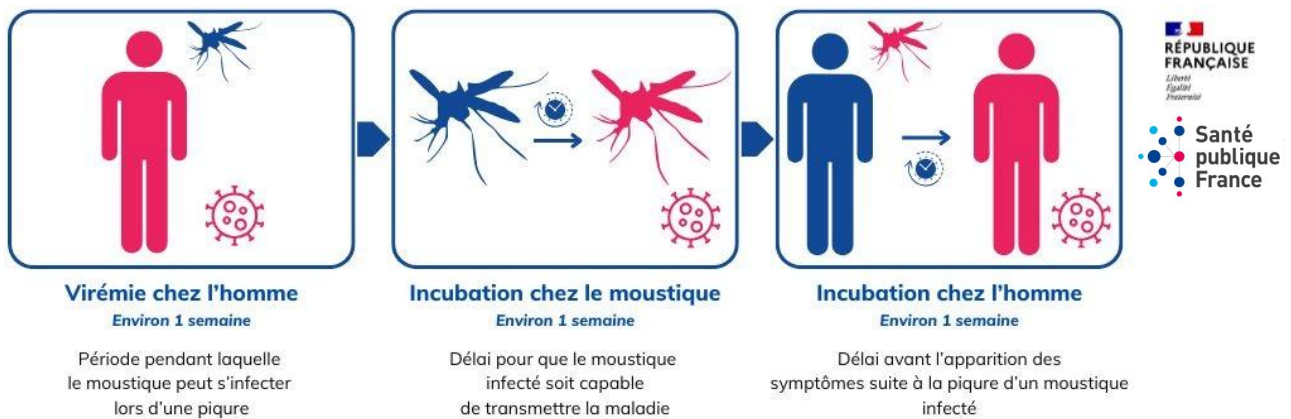 RÉPUBLIQUE
FRANÇAISE
Liberté
Égalité
Fraternité
Santé
publique
France
Virémie chez l'homme
Environ 1 semaine
Période pendant laquelle
le moustique peut s'infecter
lors d'une piqure
Incubation chez le moustique
Environ 1 semaine
Délai pour que le moustique
infecté soit capable
de transmettre la maladie
Incubation chez l'homme
Environ 1 semaine
Délai avant l'apparition des
symptômes suite à la piqure d'un moustique
infecté